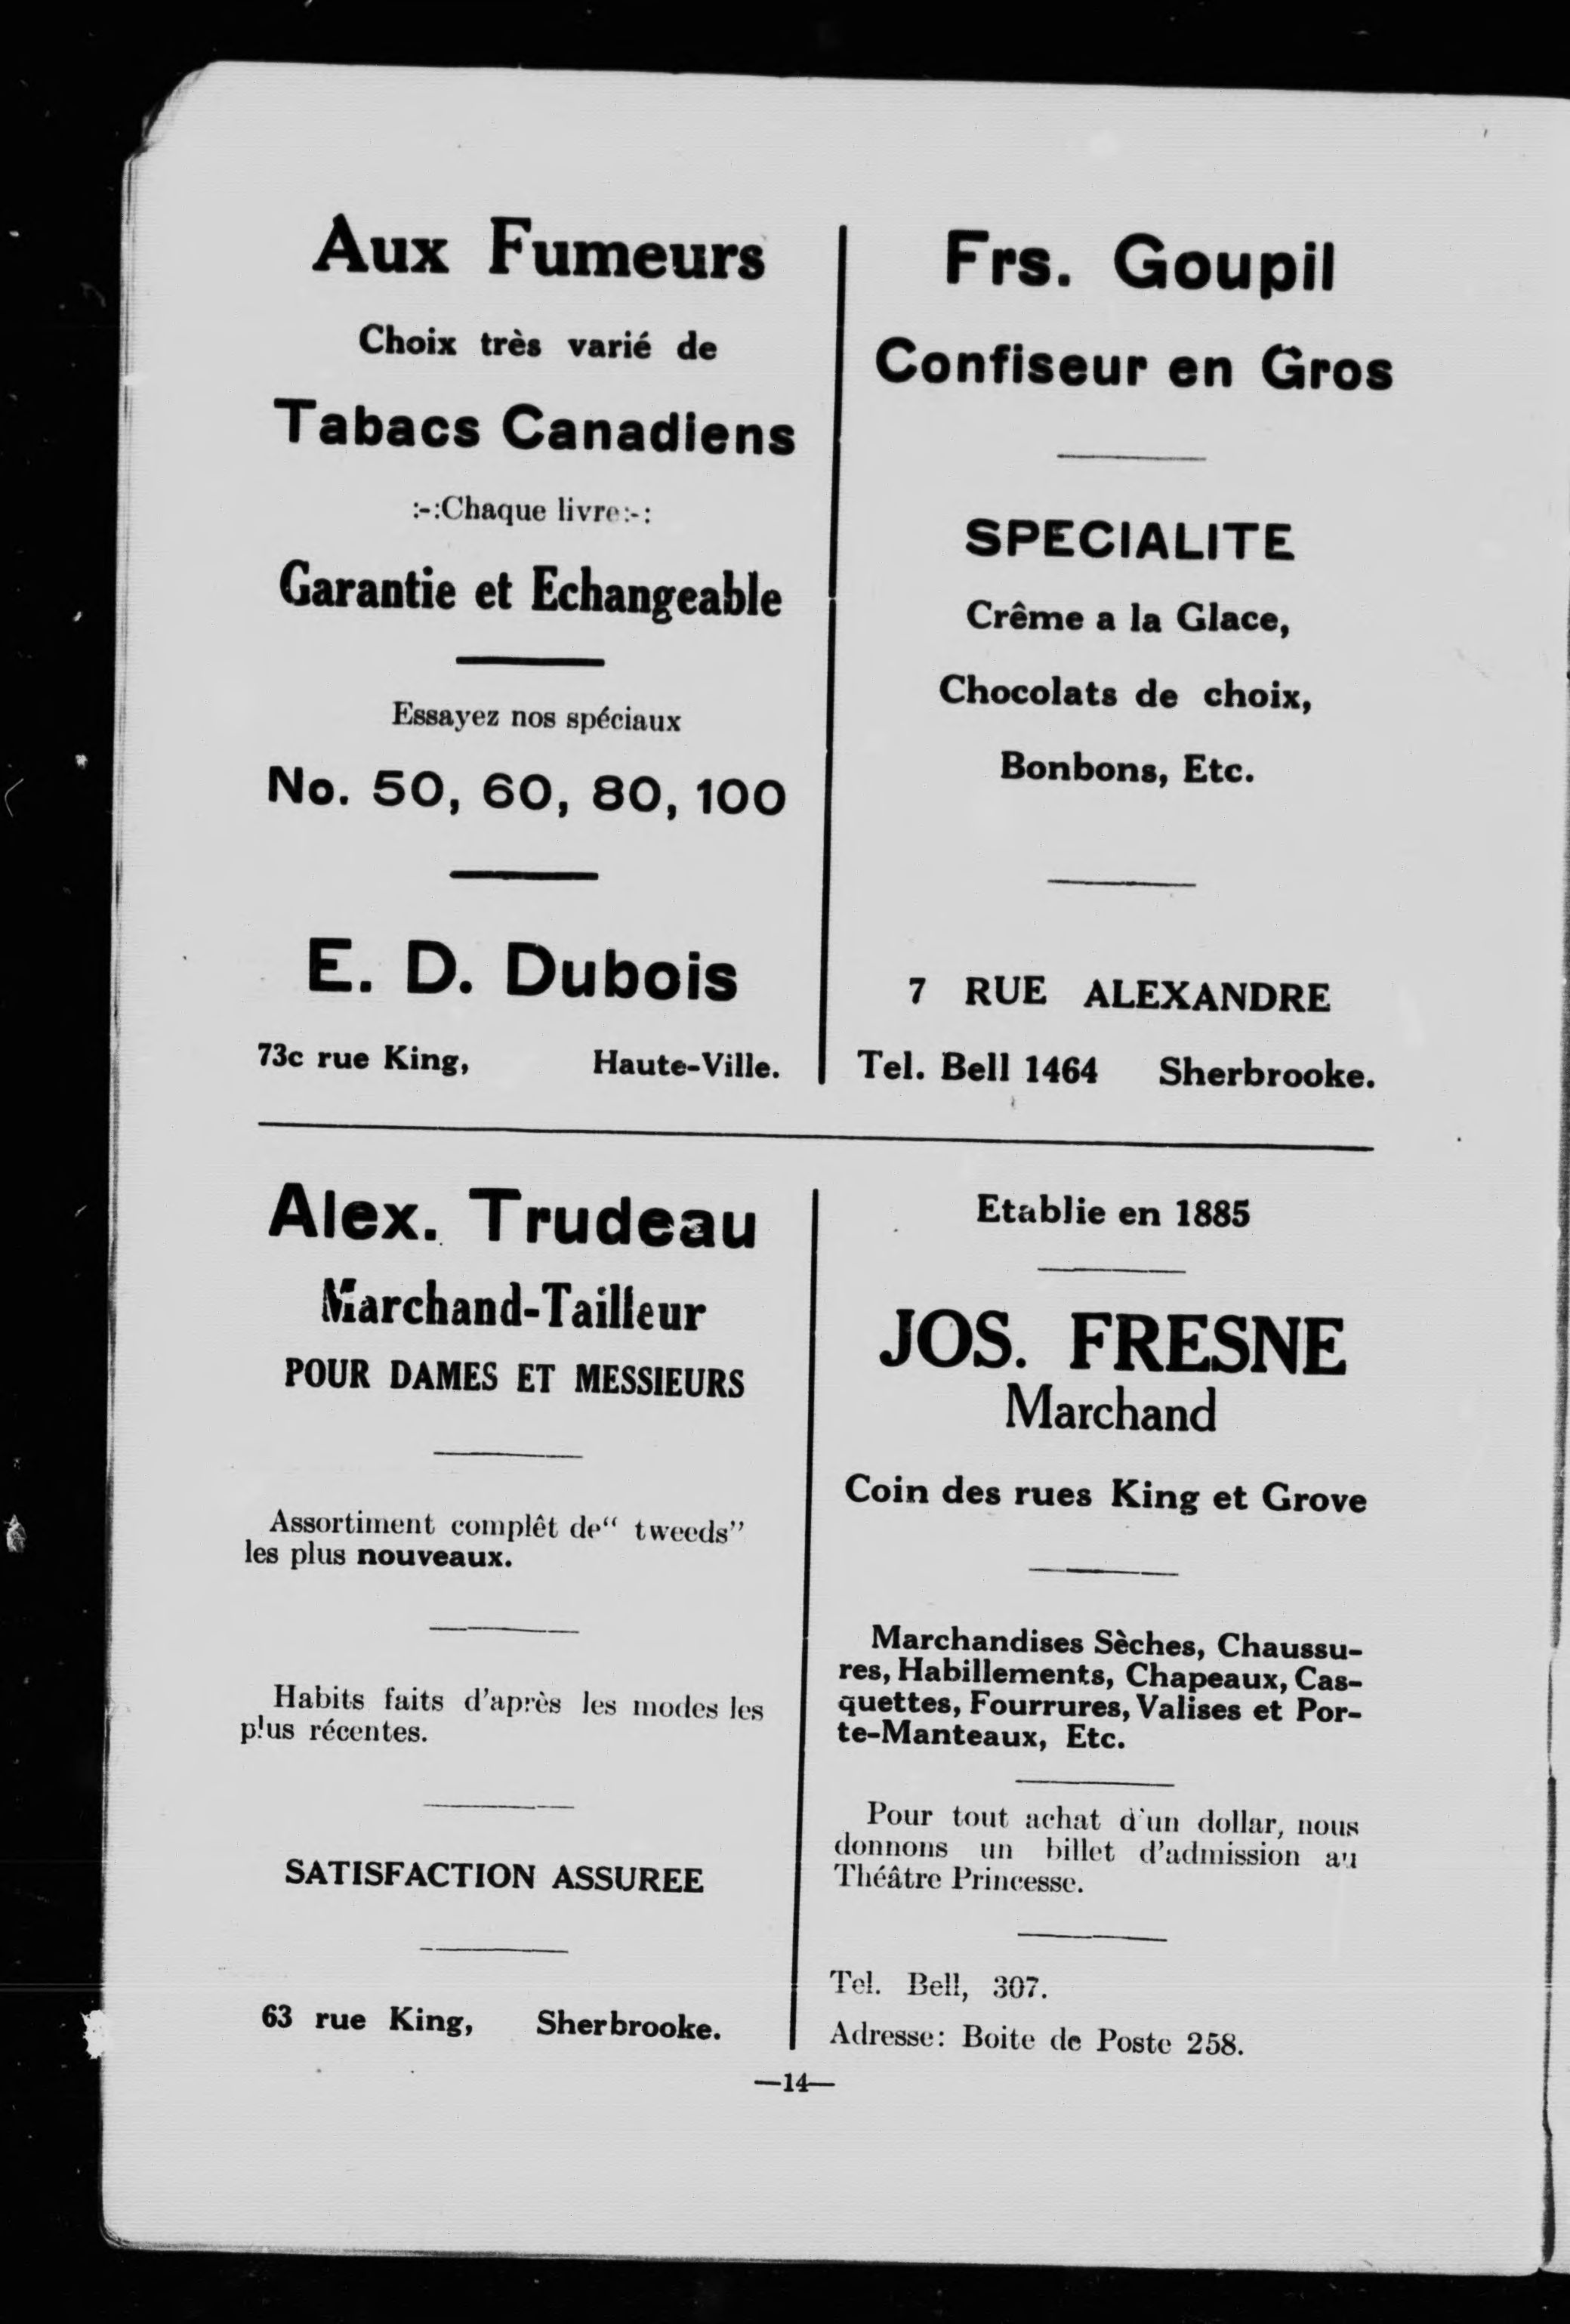 Aux Fumeurs
Choix très varié de
Tabacs Canadiens
:-:Chaque livre:-:
Garantie et Echangeable
Essayez nos spéciaux
No. 50, 60, 80, 100
E. D. Dubois
73c rue King, Haute-Ville.
Frs. Goupil
Confiseur en Gros
SPECIALITE
Crême a la Glace,
Chocolats de choix,
Bonbons, Etc.
7 RUE ALEXANDRE
Tel. Bell 1464 Sherbrooke.
Alex. Trudeau
Marchand-Tailleur
POUR DAMES ET MESSIEURS
Assortiment complêt de“ tweeds”
les plus nouveaux.
Habits faits d'après les modes les
plus récentes.
SATISFACTION ASSUREE
63 rue King, Sherbrooke.
Etablie en 1885
JOS. FRESNE
Marchand
Coin des rues King et Grove
Marchandises Sèches, Chaussu-
res, Habillements, Chapeaux, Cas-
quettes, Fourrures, Valises et Por-
te-Manteaux, Etc.
Pour tout achat d'un dollar, nous
donnons un billet d'admission au
Théâtre Princesse.
Tel. Bell, 307.
Adresse: Boite de Poste 258.
—14—